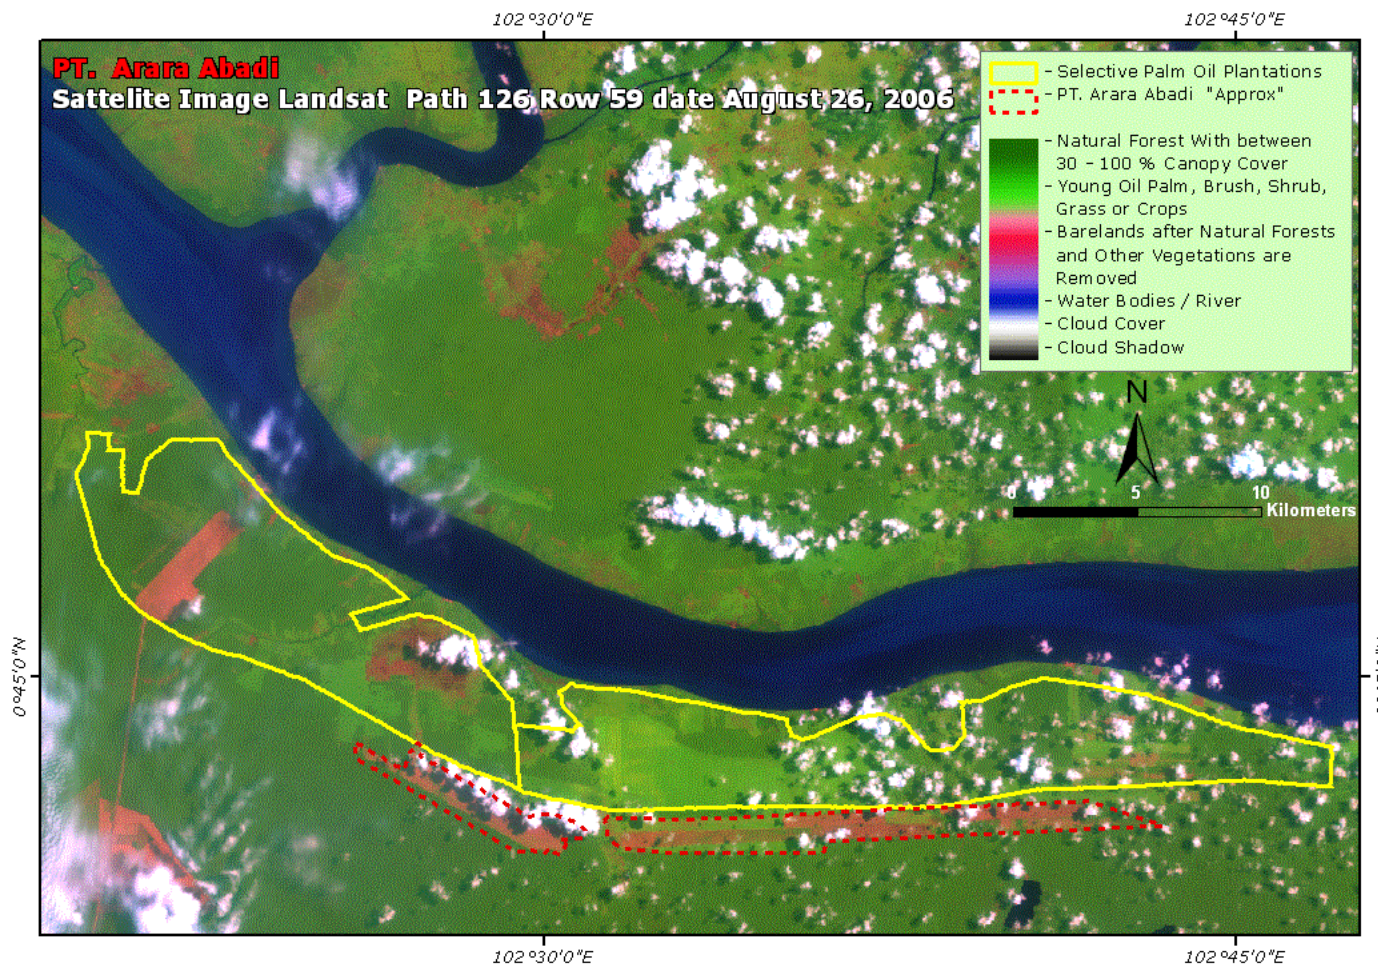 102°30'0"E
102°45'0"E
PT. Arara Abadi
Sattelite Image Landsat Path 126 Row 59 date August 26, 2006
- Selective Palm Oil Plantations
- PT. Arara Abadi "Approx"
- Natural Forest With between
30 - 100 % Canopy Cover
- Young Oil Palm, Brush, Shrub,
Grass or Crops
- Barelands after Natural Forests
and Other Vegetations are
Removed
- Water Bodies / River
- Cloud Cover
- Cloud Shadow
N
0 5 10
Kilometers
0°45'0"N
102°30'0"E
102°45'0"E